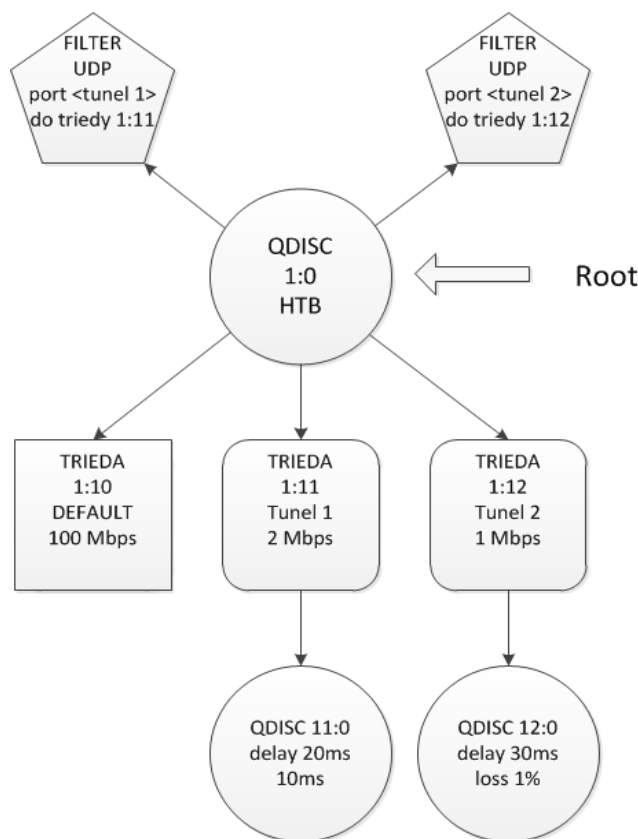 FILTER
UDP
port <tunel 1>
do triedy 1:11
FILTER
UDP
port <tunel 2>
do triedy 1:12
QDISC
1:0
HTB
Root
TRIEDA
1:10
DEFAULT
100 Mbps
TRIEDA
1:11
Tunel 1
2 Mbps
TRIEDA
1:12
Tunel 2
1 Mbps
QDISC 11:0
delay 20ms
10ms
QDISC 12:0
delay 30ms
loss 1%